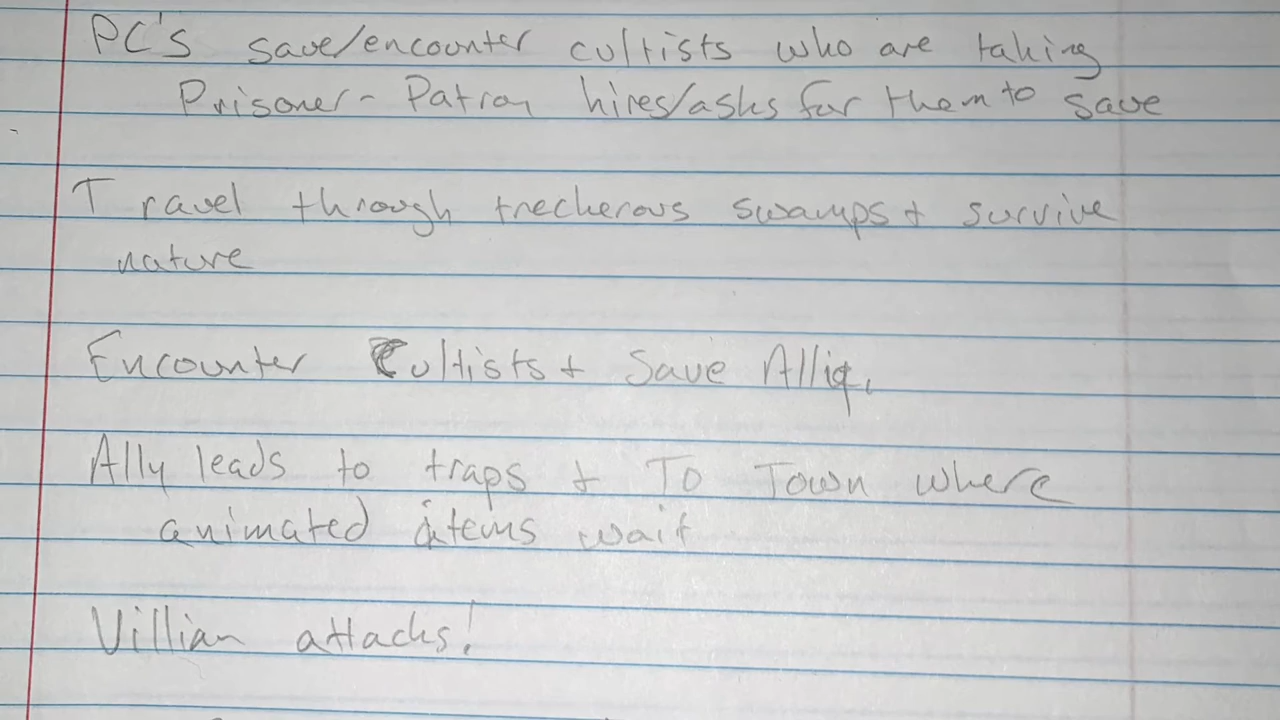 PC's save/encounter cultists who are taking
Prisoner - Patron hires/asks for them to save
Travel through trecherous swamps + survive
nature
Encounter Cultists + Save Allig.
Ally leads to traps + To Town where
animated items wait
Villian attacks!